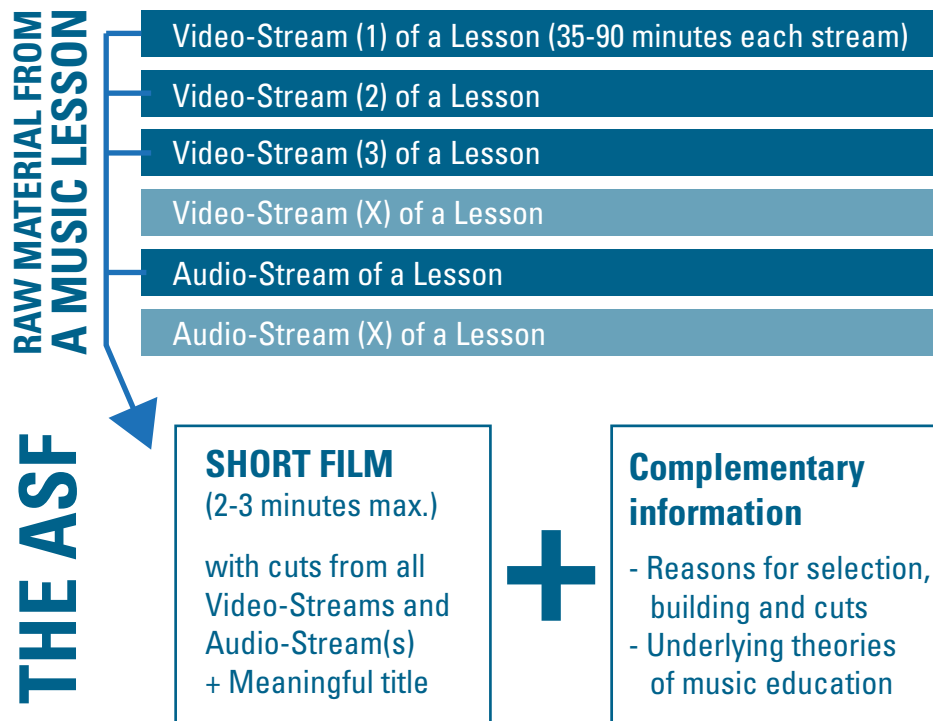 RAW MATERIAL FROM
A MUSIC LESSON
Video-Stream (1) of a Lesson (35-90 minutes each stream)
Video-Stream (2) of a Lesson
Video-Stream (3) of a Lesson
Video-Stream (X) of a Lesson
Audio-Stream of a Lesson
Audio-Stream (X) of a Lesson
THE ASF
SHORT FILM
(2-3 minutes max.)
with cuts from all
Video-Streams and
Audio-Stream(s)
+ Meaningful title
+
Complementary
information
- Reasons for selection,
building and cuts
- Underlying theories
of music education